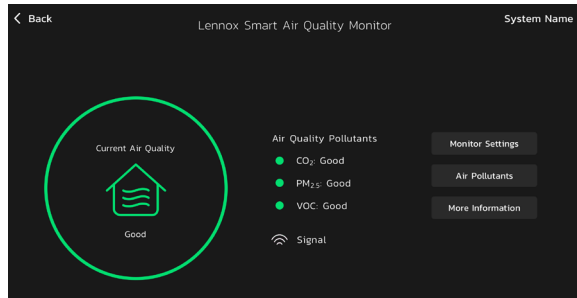 Back
Lennox Smart Air Quality Monitor
System Name
Current Air Quality
Good
Air Quality Pollutants
CO₂: Good
PM₂.₅: Good
VOC: Good
Signal
Monitor Settings
Air Pollutants
More Information